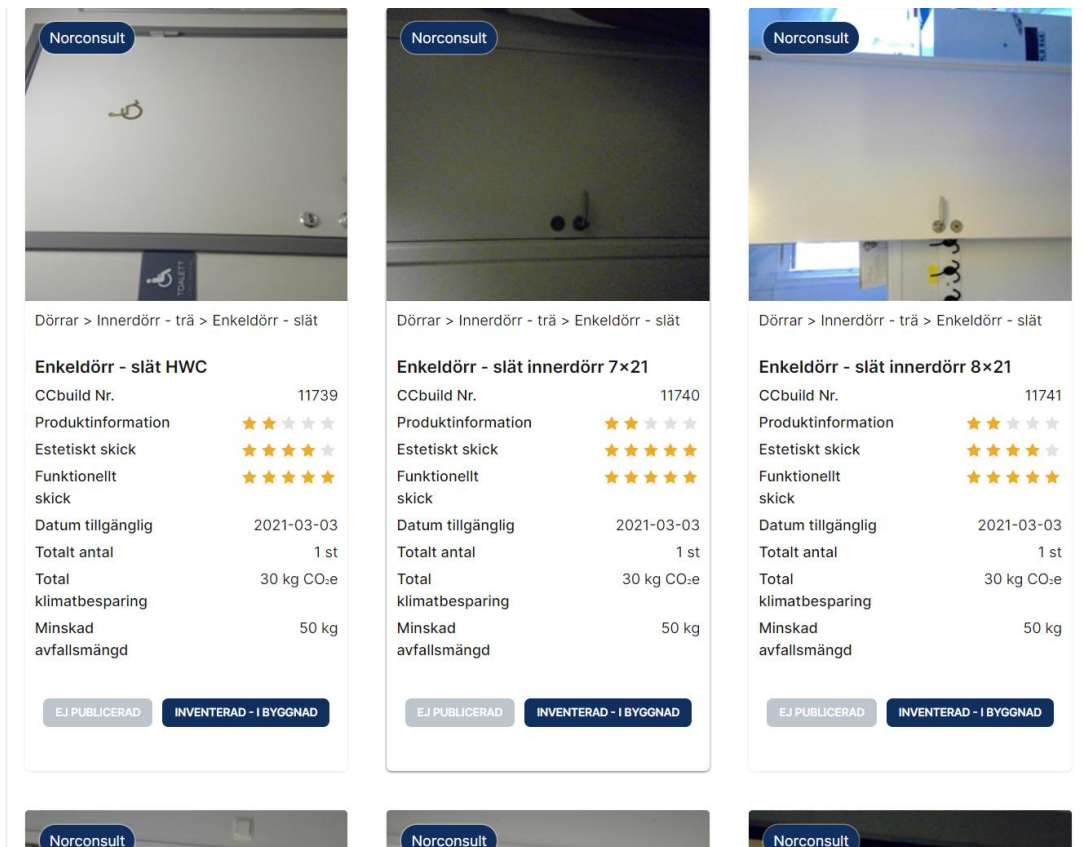 Norconsult
TOALETT
Dörrar > Innerdörr - trä > Enkeldörr - slät
Enkeldörr - slät HWC
CCbuild Nr. 11739
Produktinformation
Estetiskt skick
Funktionellt
skick
Datum tillgänglig 2021-03-03
Totalt antal 1 st
Total 30 kg CO₂e
klimatbesparing
Minskad 50 kg
avfallsmängd
EJ PUBLICERAD INVENTERAD - I BYGGNAD
Norconsult
Dörrar > Innerdörr - trä > Enkeldörr - slät
Enkeldörr - slät innerdörr 7×21
CCbuild Nr. 11740
Produktinformation
Estetiskt skick
Funktionellt
skick
Datum tillgänglig 2021-03-03
Totalt antal 1 st
Total 30 kg CO₂e
klimatbesparing
Minskad 50 kg
avfallsmängd
EJ PUBLICERAD INVENTERAD - I BYGGNAD
Norconsult
Dörrar > Innerdörr - trä > Enkeldörr - slät
Enkeldörr - slät innerdörr 8×21
CCbuild Nr. 11741
Produktinformation
Estetiskt skick
Funktionellt
skick
Datum tillgänglig 2021-03-03
Totalt antal 1 st
Total 30 kg CO₂e
klimatbesparing
Minskad 50 kg
avfallsmängd
EJ PUBLICERAD INVENTERAD - I BYGGNAD
Norconsult
Norconsult
Norconsult